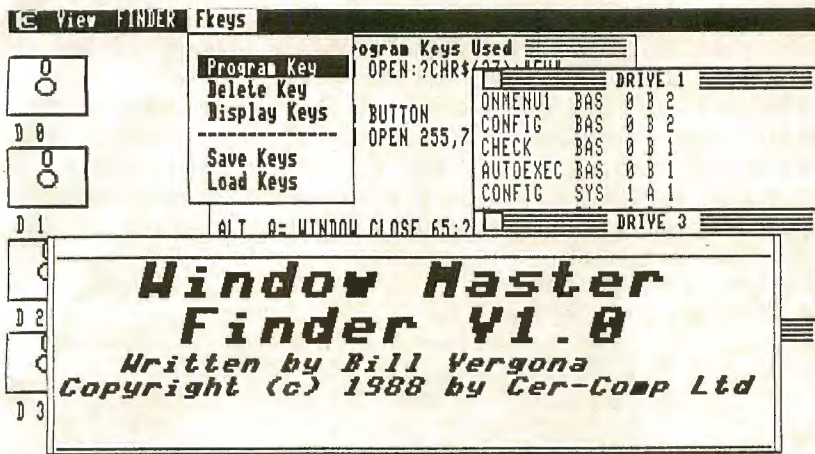 View FINDER Fkeys
Program Key
Delete Key
Display Keys
--------------
Save Keys
Load Keys
ogram Keys Used
OPEN:?CHR$(27);
BUTTON
OPEN 255,7
ALT A= WINDOW CLOSE 65:?
DRIVE 1
ONMENU1 BAS 0 B 2
CONFIG BAS 0 B 2
CHECK BAS 0 B 1
AUTOEXEC BAS 0 B 1
CONFIG SYS 1 A 1
DRIVE 3
D 0
D 1
D 2
D 3
Window Master
Finder V1.0
Written by Bill Vergona
Copyright (c) 1988 by Cer-Comp Ltd